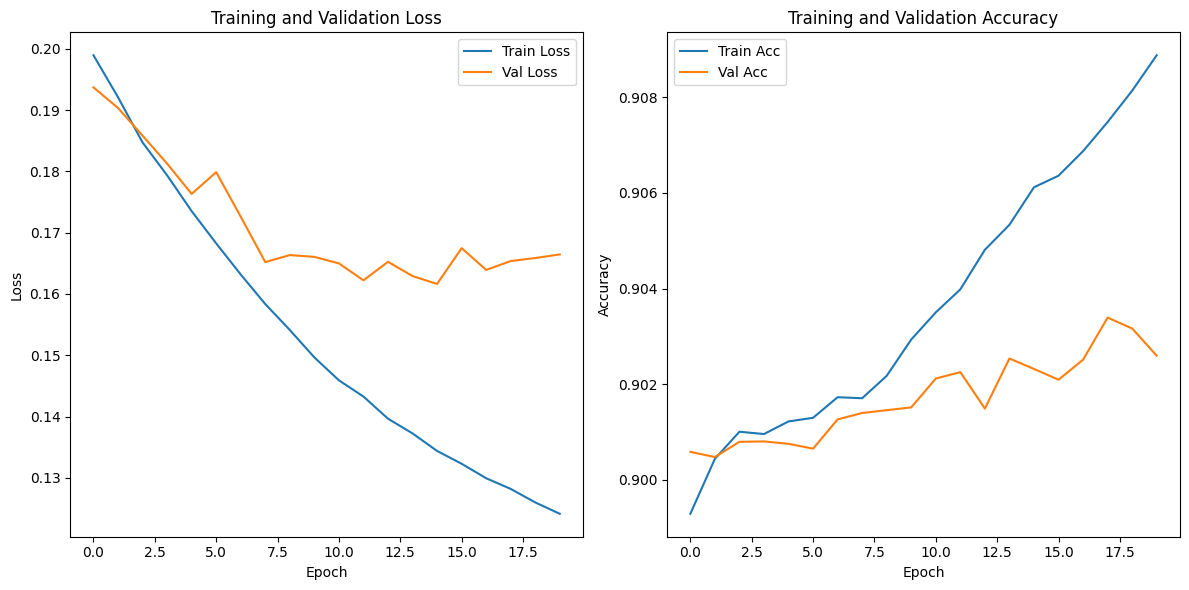 Training and Validation Loss
Train Loss
Val Loss
0.20
0.19
0.18
0.17
0.16
0.15
0.14
0.13
Loss
0.0
2.5
5.0
7.5
10.0
12.5
15.0
17.5
Epoch
Training and Validation Accuracy
Train Acc
Val Acc
0.908
0.906
0.904
0.902
0.900
Accuracy
0.0
2.5
5.0
7.5
10.0
12.5
15.0
17.5
Epoch